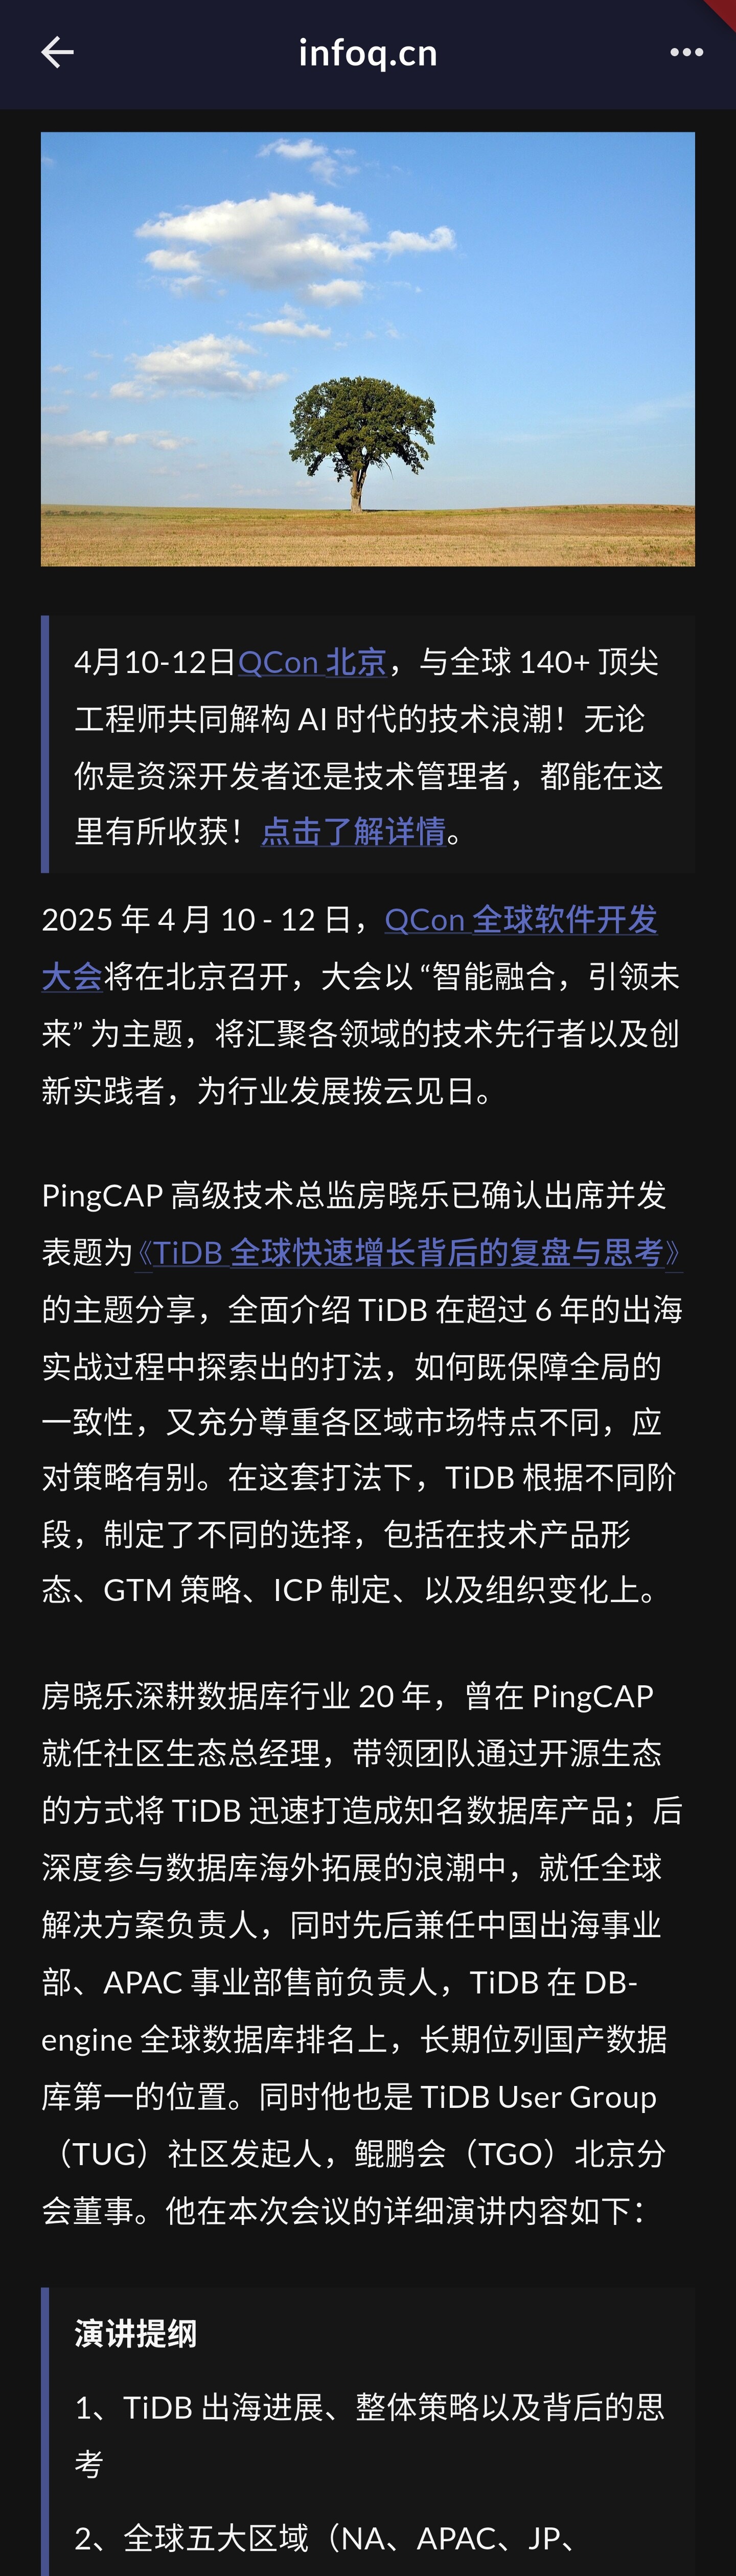 infoq.cn
4月10-12日QCon 北京，与全球 140+ 顶尖
工程师共同解构 AI 时代的技术浪潮！无论
你是资深开发者还是技术管理者，都能在这
里有所收获！点击了解详情。
2025 年 4 月 10 - 12 日，QCon 全球软件开发
大会将在北京召开，大会以 “智能融合，引领未
来” 为主题，将汇聚各领域的技术先行者以及创
新实践者，为行业发展拨云见日。
PingCAP 高级技术总监房晓乐已确认出席并发
表题为《TiDB 全球快速增长背后的复盘与思考》
的主题分享，全面介绍 TiDB 在超过 6 年的出海
实战过程中探索出的打法，如何既保障全局的
一致性，又充分尊重各区域市场特点不同，应
对策略有别。在这套打法下，TiDB 根据不同阶
段，制定了不同的选择，包括在技术产品形
态、GTM 策略、ICP 制定、以及组织变化上。
房晓乐深耕数据库行业 20 年，曾在 PingCAP
就任社区生态总经理，带领团队通过开源生态
的方式将 TiDB 迅速打造成知名数据库产品；后
深度参与数据库海外拓展的浪潮中，就任全球
解决方案负责人，同时先后兼任中国出海事业
部、APAC 事业部售前负责人，TiDB 在 DB-
engine 全球数据库排名上，长期位列国产数据
库第一的位置。同时他也是 TiDB User Group
（TUG）社区发起人，鲲鹏会（TGO）北京分
会董事。他在本次会议的详细演讲内容如下：
演讲提纲
1、TiDB 出海进展、整体策略以及背后的思
考
2、全球五大区域（NA、APAC、JP、